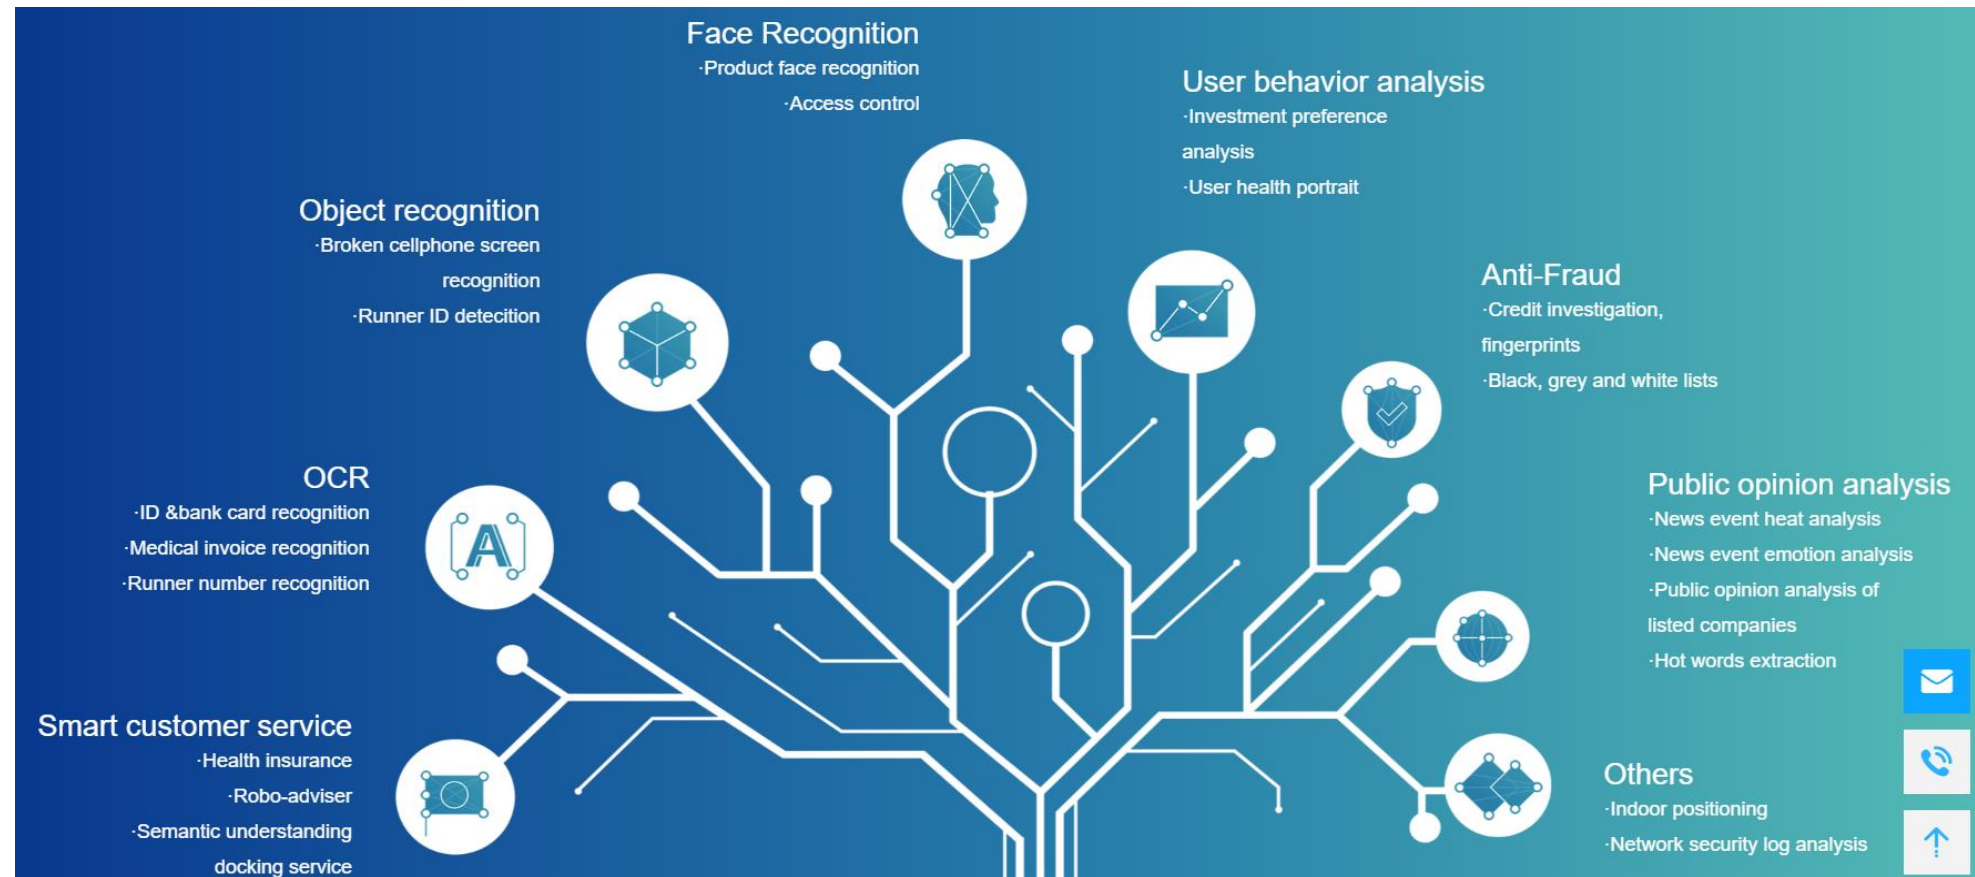 Face Recognition
·Product face recognition
·Access control
User behavior analysis
·Investment preference
analysis
·User health portrait
Object recognition
·Broken cellphone screen
recognition
·Runner ID detecition
Anti-Fraud
·Credit investigation,
fingerprints
·Black, grey and white lists
OCR
·ID &bank card recognition
·Medical invoice recognition
·Runner number recognition
A
Public opinion analysis
·News event heat analysis
·News event emotion analysis
·Public opinion analysis of
listed companies
·Hot words extraction
Smart customer service
·Health insurance
·Robo-adviser
·Semantic understanding
docking service
Others
·Indoor positioning
·Network security log analysis